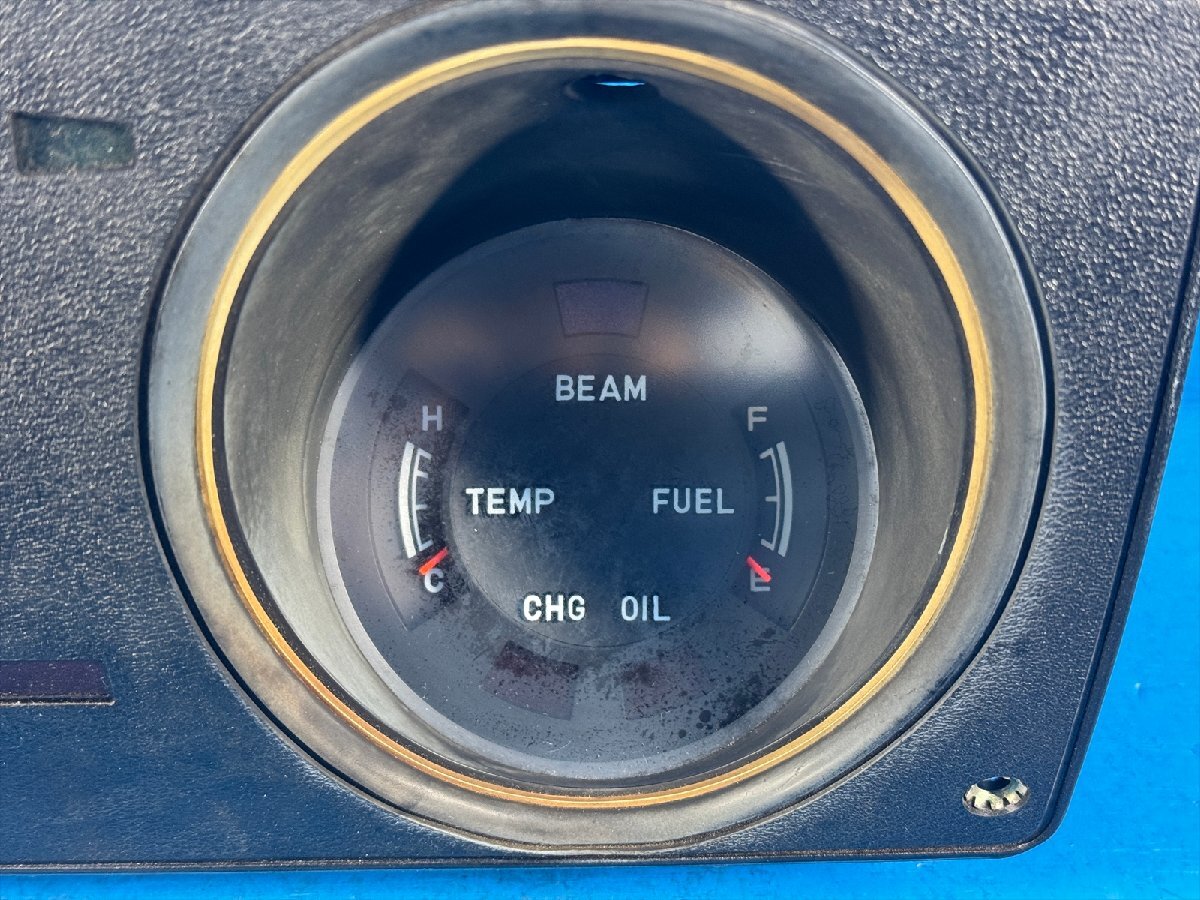 BEAM
H F
TEMP FUEL
C E
CHG OIL